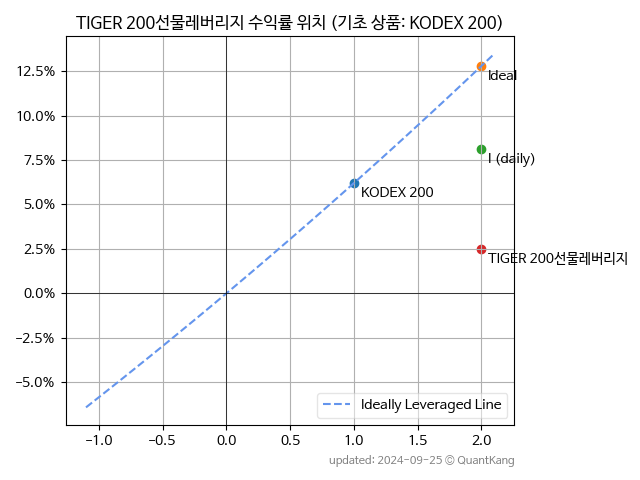 TIGER 200선물레버리지 수익률 위치 (기초 상품: KODEX 200)
12.5%
Ideal
10.0%
7.5%
I (daily)
KODEX 200
5.0%
2.5%
TIGER 200선물레버리지
0.0%
−2.5%
−5.0%
Ideally Leveraged Line
−1.0 −0.5 0.0 0.5 1.0 1.5 2.0
updated: 2024-09-25 © QuantKang